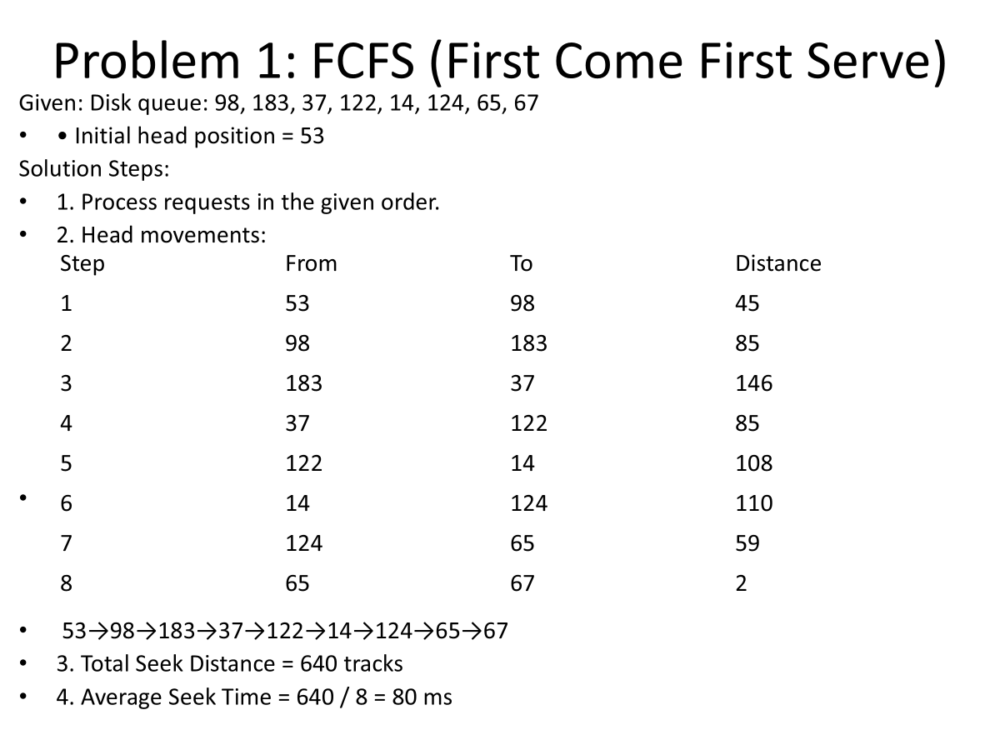 Problem 1: FCFS (First Come First Serve)
Given: Disk queue: 98, 183, 37, 122, 14, 124, 65, 67
• • Initial head position = 53
Solution Steps:
• 1. Process requests in the given order.
• 2. Head movements:
Step From To Distance
1 53 98 45
2 98 183 85
3 183 37 146
4 37 122 85
5 122 14 108
• 6 14 124 110
7 124 65 59
8 65 67 2
• 53→98→183→37→122→14→124→65→67
• 3. Total Seek Distance = 640 tracks
• 4. Average Seek Time = 640 / 8 = 80 ms